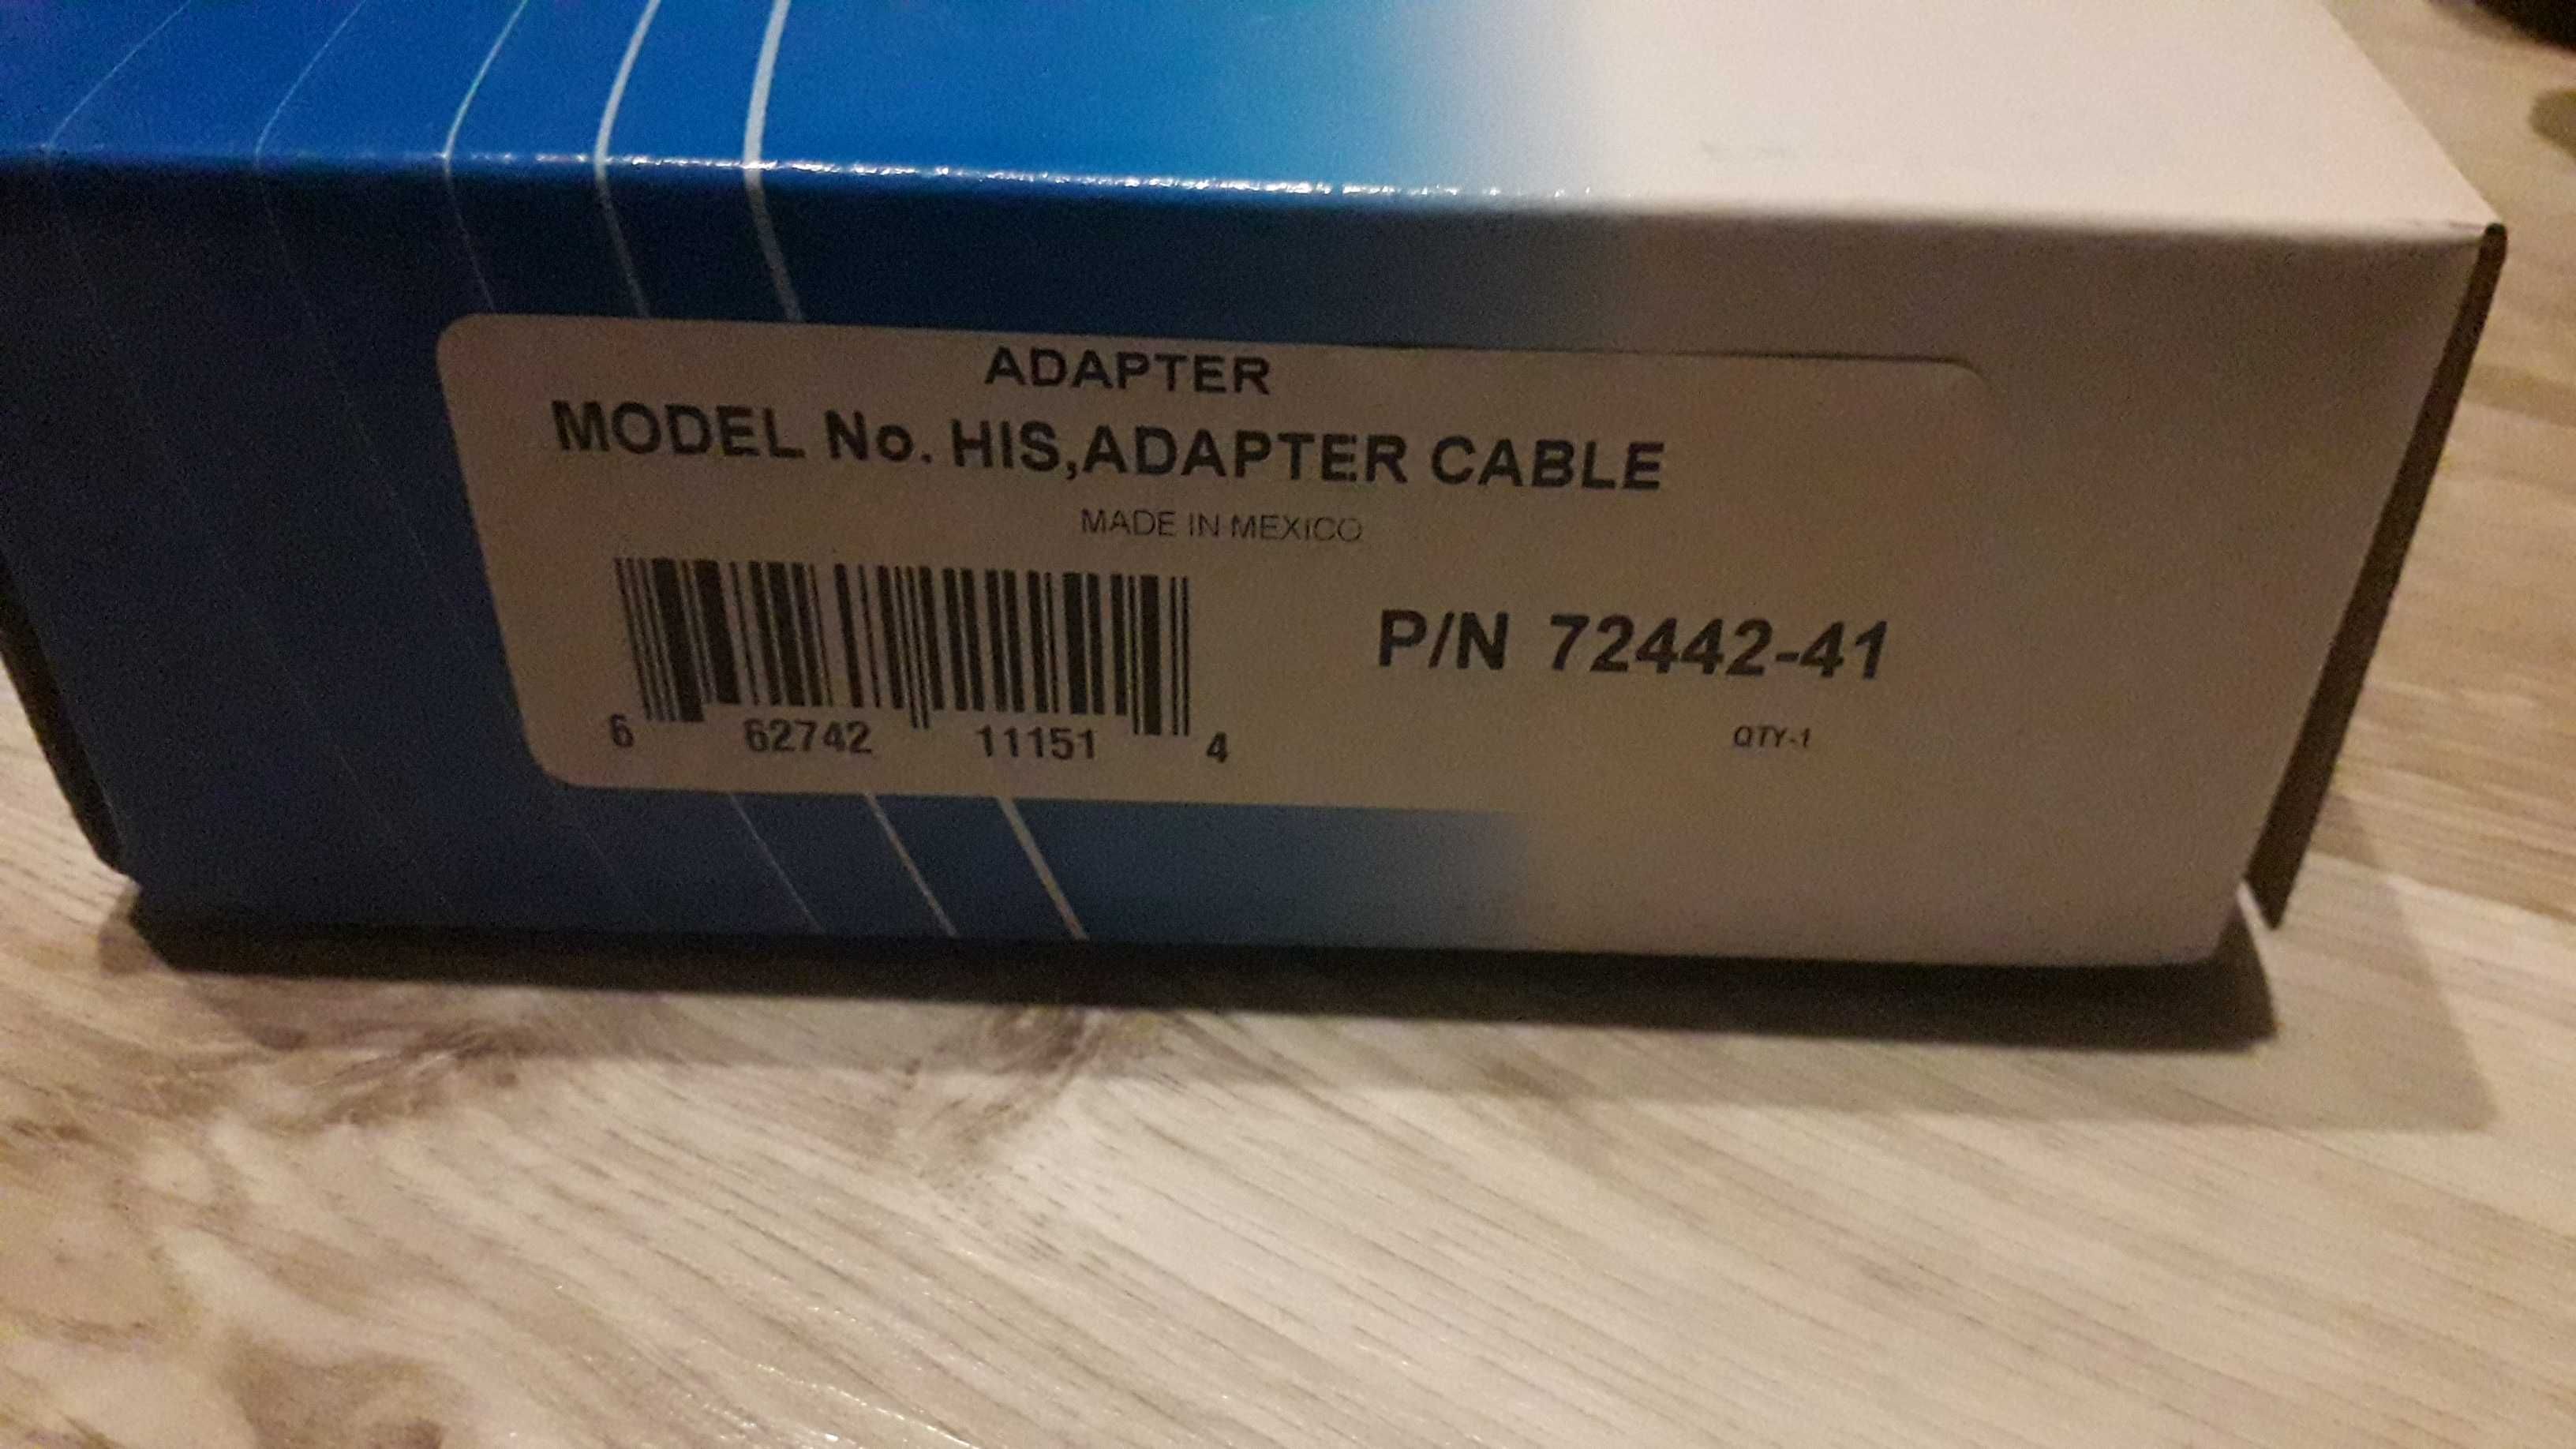 ADAPTER
MODEL No. HIS,ADAPTER CABLE
MADE IN MEXICO
P/N 72442-41
6 62742 11151 4
QTY-1